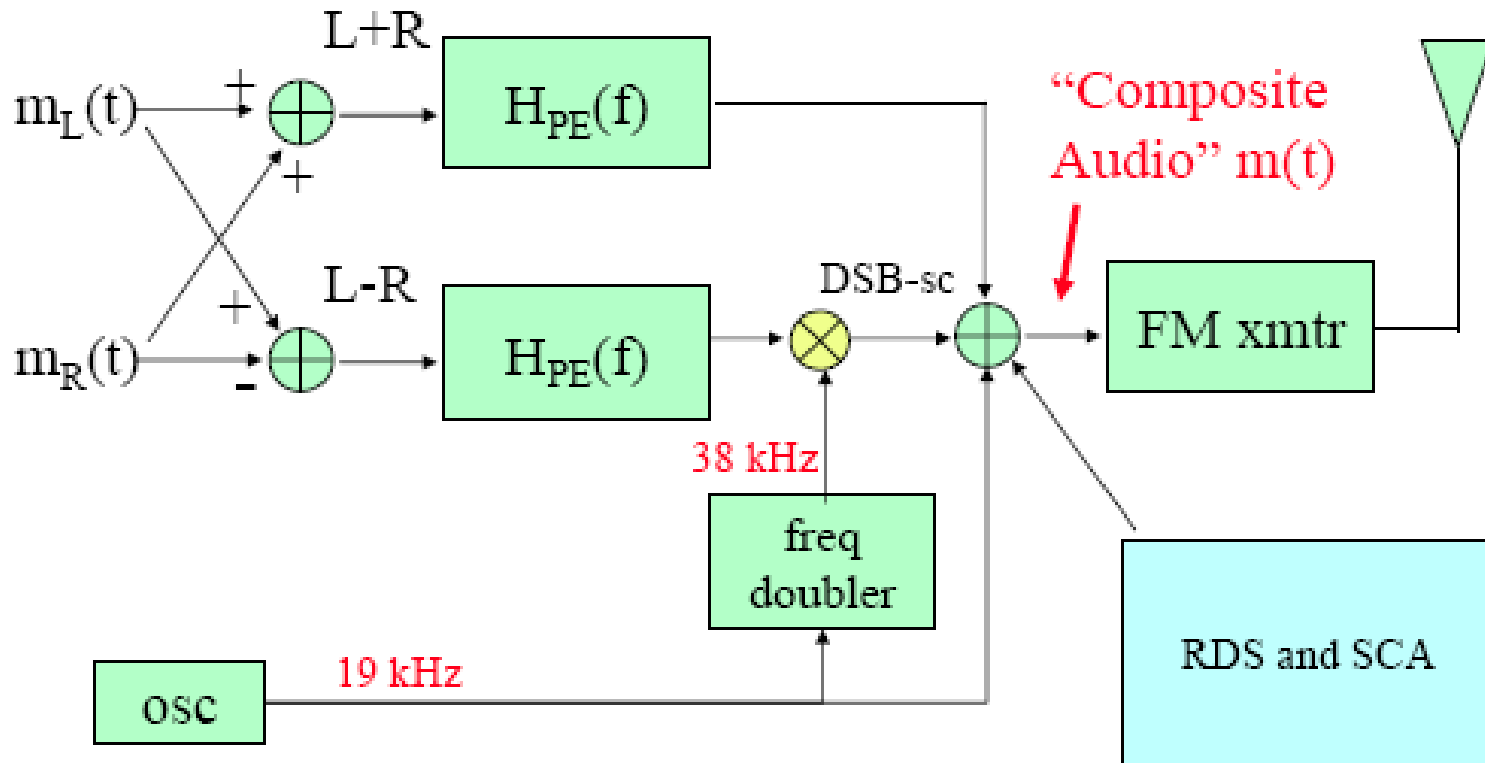 L+R
m_L(t)
+
+
H_PE(f)
“Composite
Audio” m(t)
L-R
m_R(t)
+
-
H_PE(f)
DSB-sc
FM xmtr
38 kHz
freq
doubler
RDS and SCA
19 kHz
osc